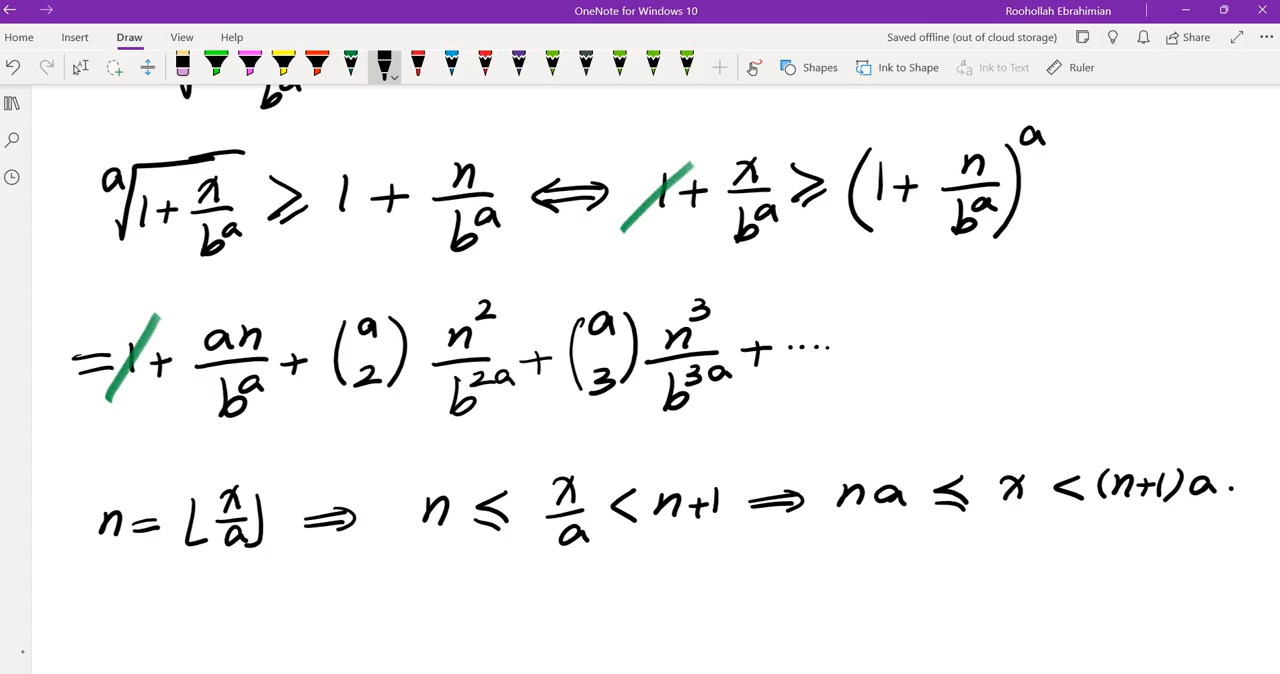 OneNote for Windows 10
Roohollah Ebrahimian
Home Insert Draw View Help
Saved offline (out of cloud storage)
Share
Shapes Ink to Shape Ink to Text Ruler
b^a
a√(1 + x/b^a) ⩾ 1 + n/b^a ⟺ 1 + x/b^a ⩾ (1 + n/b^a)^a
= 1 + an/b^a + (a 2) n^2/b^{2a} + (a 3) n^3/b^{3a} + ....
n = ⌊x/a⌋ ⟹ n ⩽ x/a < n+1 ⟹ na ⩽ x < (n+1)a.